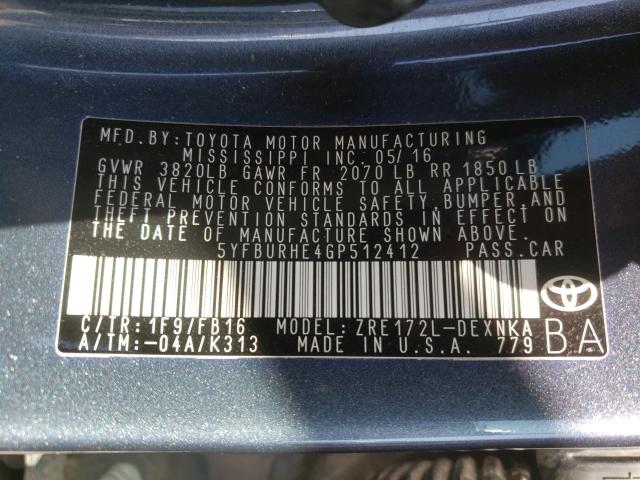 MFD. BY: TOYOTA MOTOR MANUFACTURING
MISSISSIPPI INC. 05/16
GVWR 3820LB GAWR FR 2070 LB RR 1850 LB
THIS VEHICLE CONFORMS TO ALL APPLICABLE
FEDERAL MOTOR VEHICLE SAFETY, BUMPER, AND
THEFT PREVENTION STANDARDS IN EFFECT ON
THE DATE OF MANUFACTURE SHOWN ABOVE.
5YFBURHE4GP512412 PASS. CAR
C/TR: 1F9/FB16 MODEL: ZRE172L-DEXNKA
A/TM: -04A/K313 MADE IN U.S.A. 779
BA